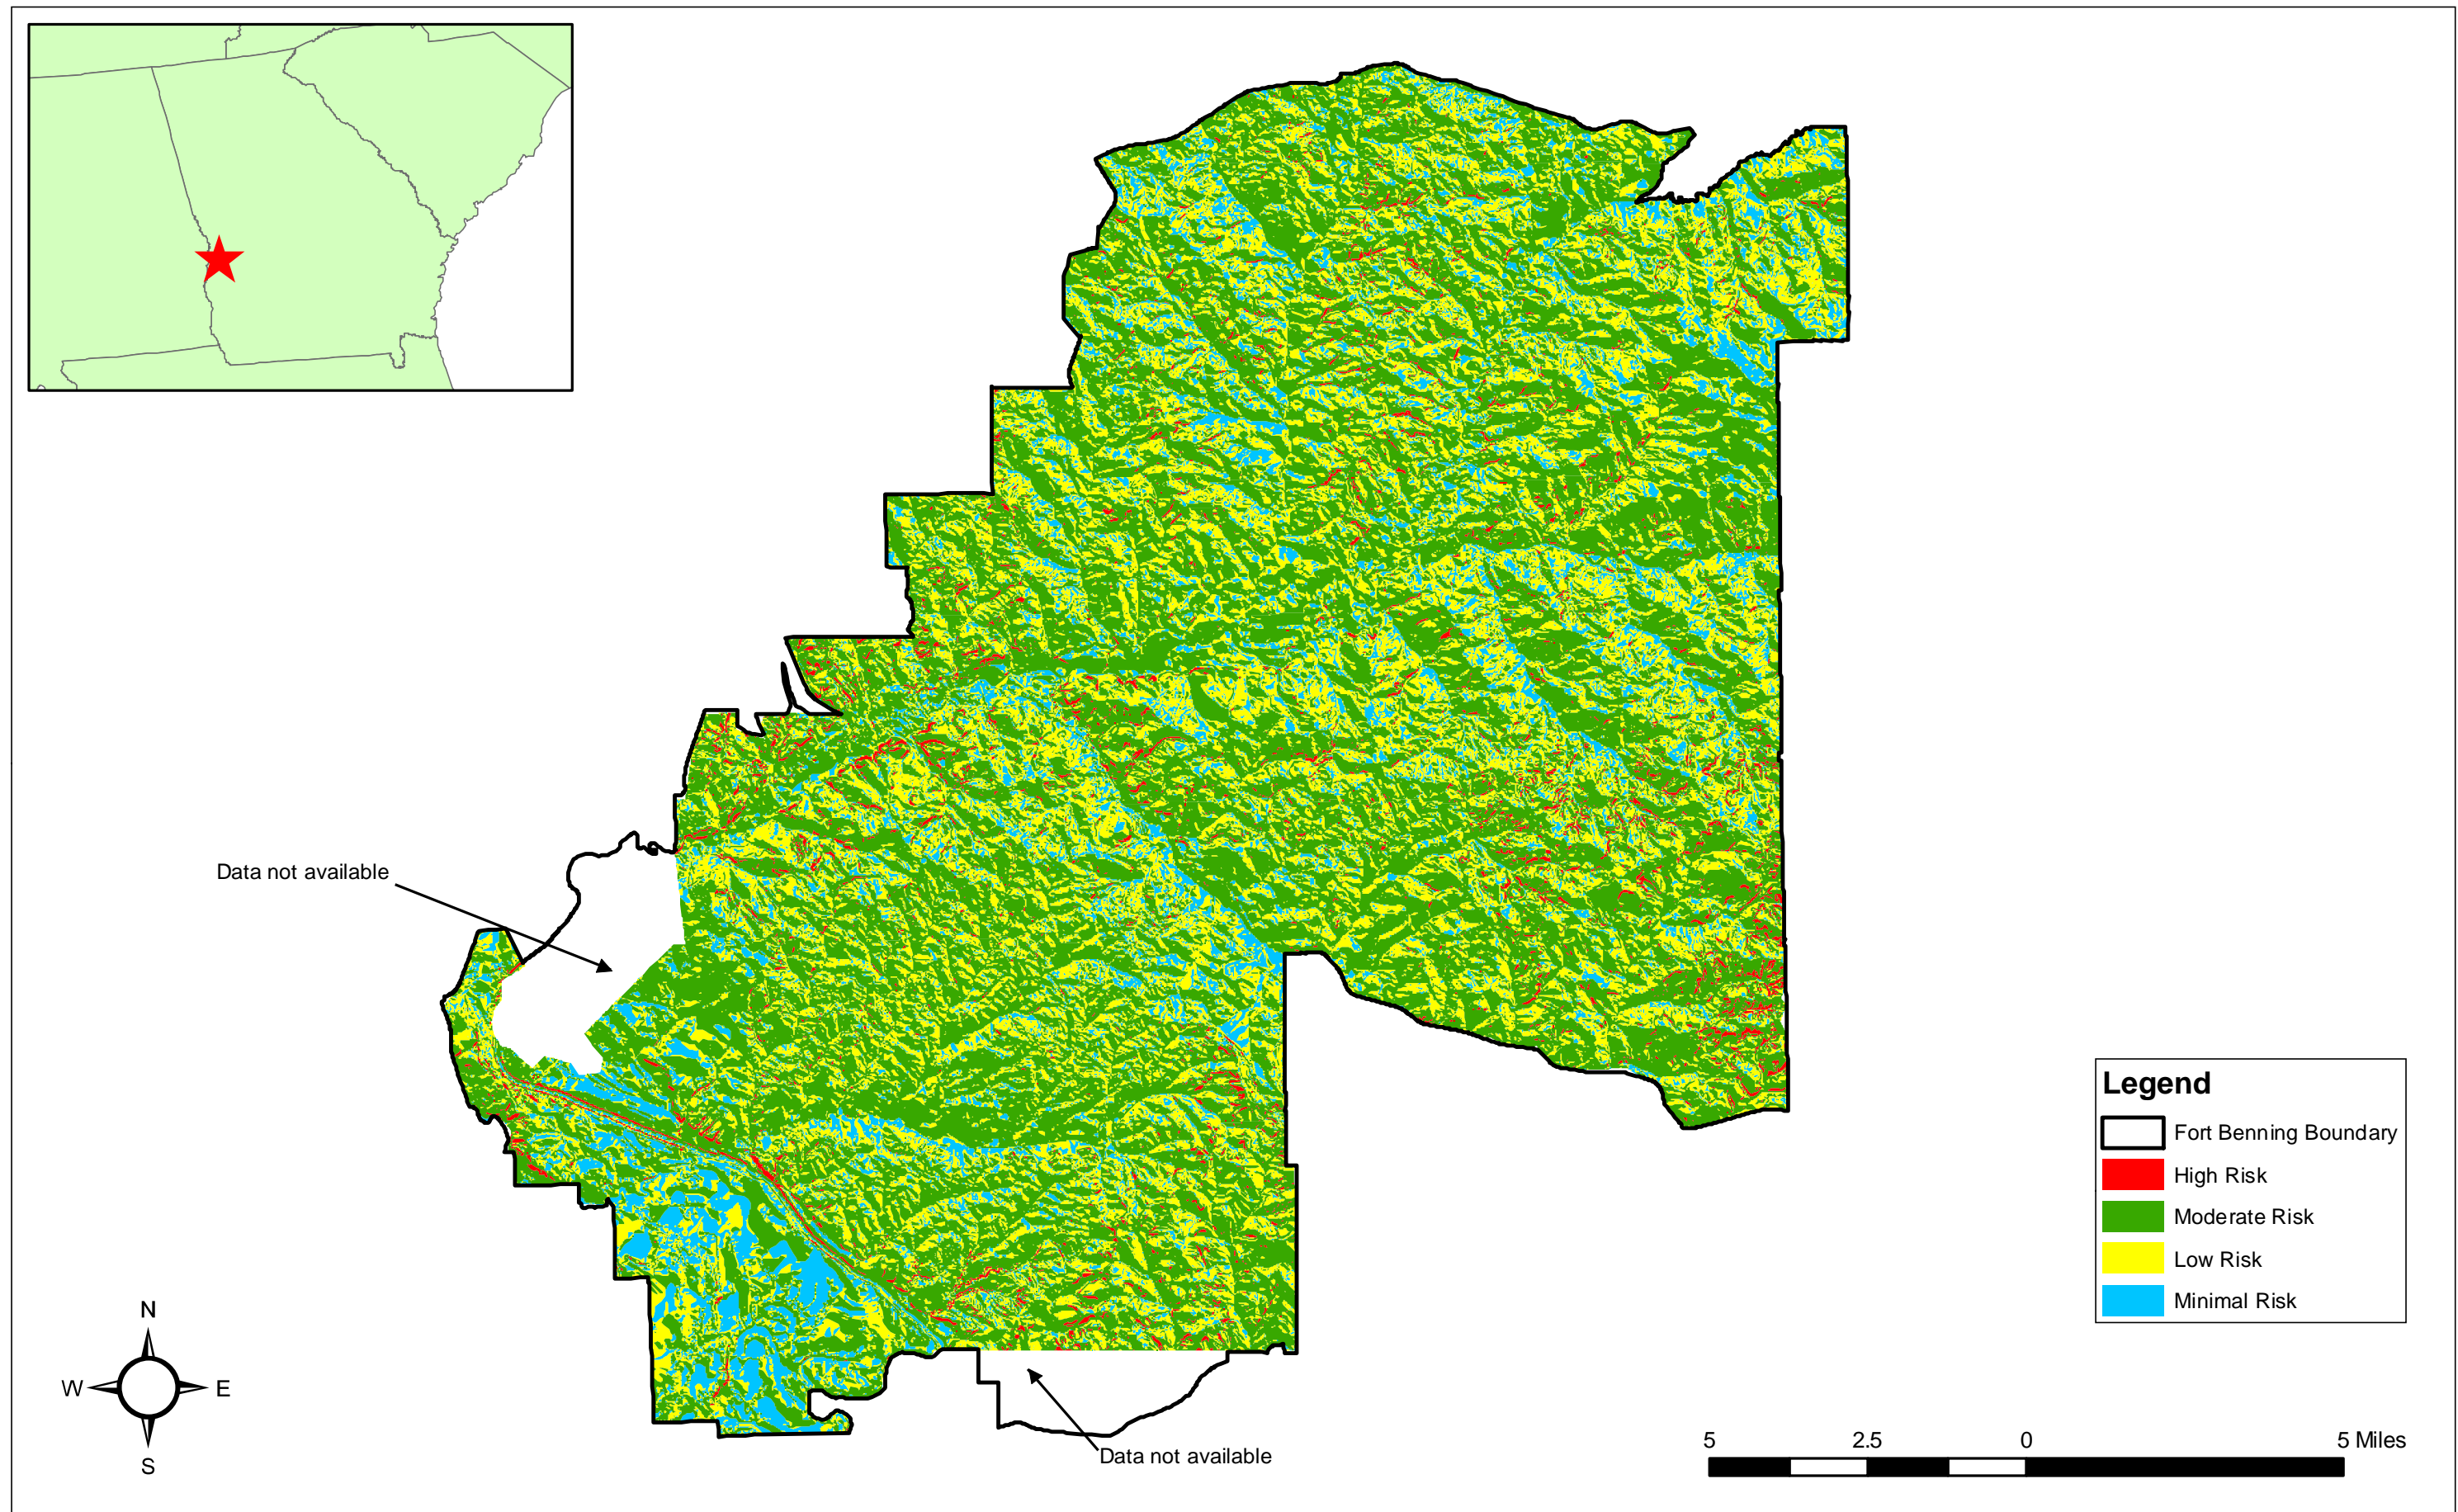 Data not available
Legend
Fort Benning Boundary
High Risk
Moderate Risk
Low Risk
Minimal Risk
N
W E
S
Data not available
5 2.5 0 5 Miles